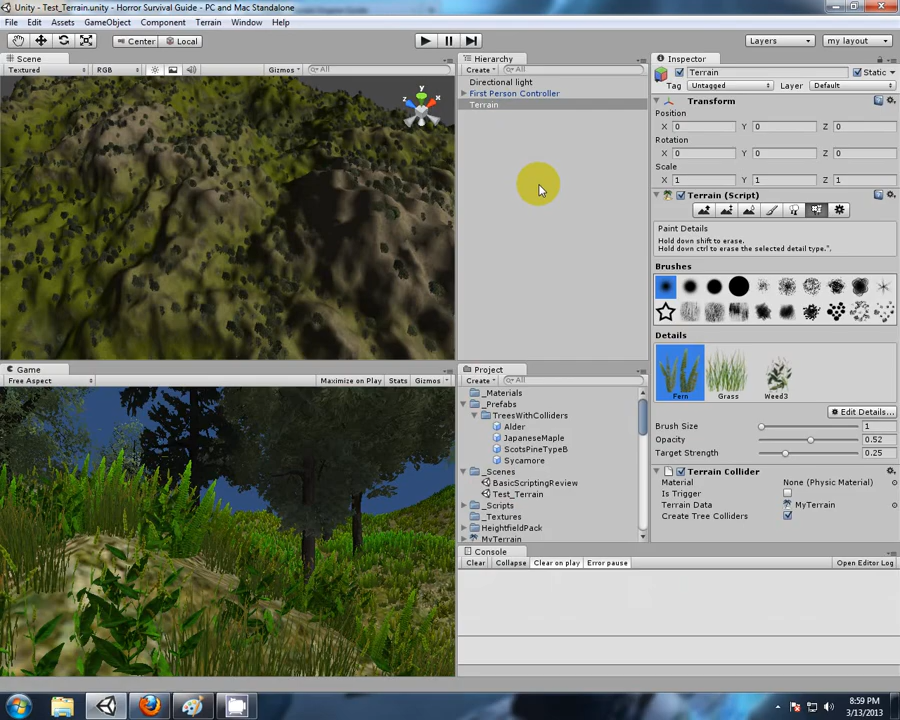 Unity - Test_Terrain.unity - Horror Survival Guide - PC and Mac Standalone
File Edit Assets GameObject Component Terrain Window Help
Center Local Layers my layout
Scene
Textured RGB Gizmos All
Hierarchy
Create All
Directional light
First Person Controller
Terrain
Inspector
Terrain Static
Tag Untagged Layer Default
Transform
Position
X 0 Y 0 Z 0
Rotation
X 0 Y 0 Z 0
Scale
X 1 Y 1 Z 1
Terrain (Script)
Paint Details
Hold down shift to erase.
Hold down ctrl to erase the selected detail type.".
Brushes
Details
Fern Grass Weed3
Edit Details...
Brush Size 1
Opacity 0.52
Target Strength 0.25
Terrain Collider
Material None (Physic Material)
Is Trigger
Terrain Data MyTerrain
Create Tree Colliders
y
z x
Game
Free Aspect Maximize on Play Stats Gizmos
Project
Create All
_Materials
_Prefabs
TreesWithColliders
Alder
JapaneseMaple
ScotsPineTypeB
Sycamore
_Scenes
BasicScriptingReview
Test_Terrain
_Scripts
_Textures
HeightfieldPack
MyTerrain
Console
Clear Collapse Clear on play Error pause Open Editor Log
8:59 PM
3/13/2013